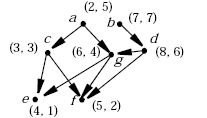 (2, 5)
a
b (7, 7)
(3, 3) c
(6, 4) g
d (8, 6)
e
f
(4, 1)
(5, 2)